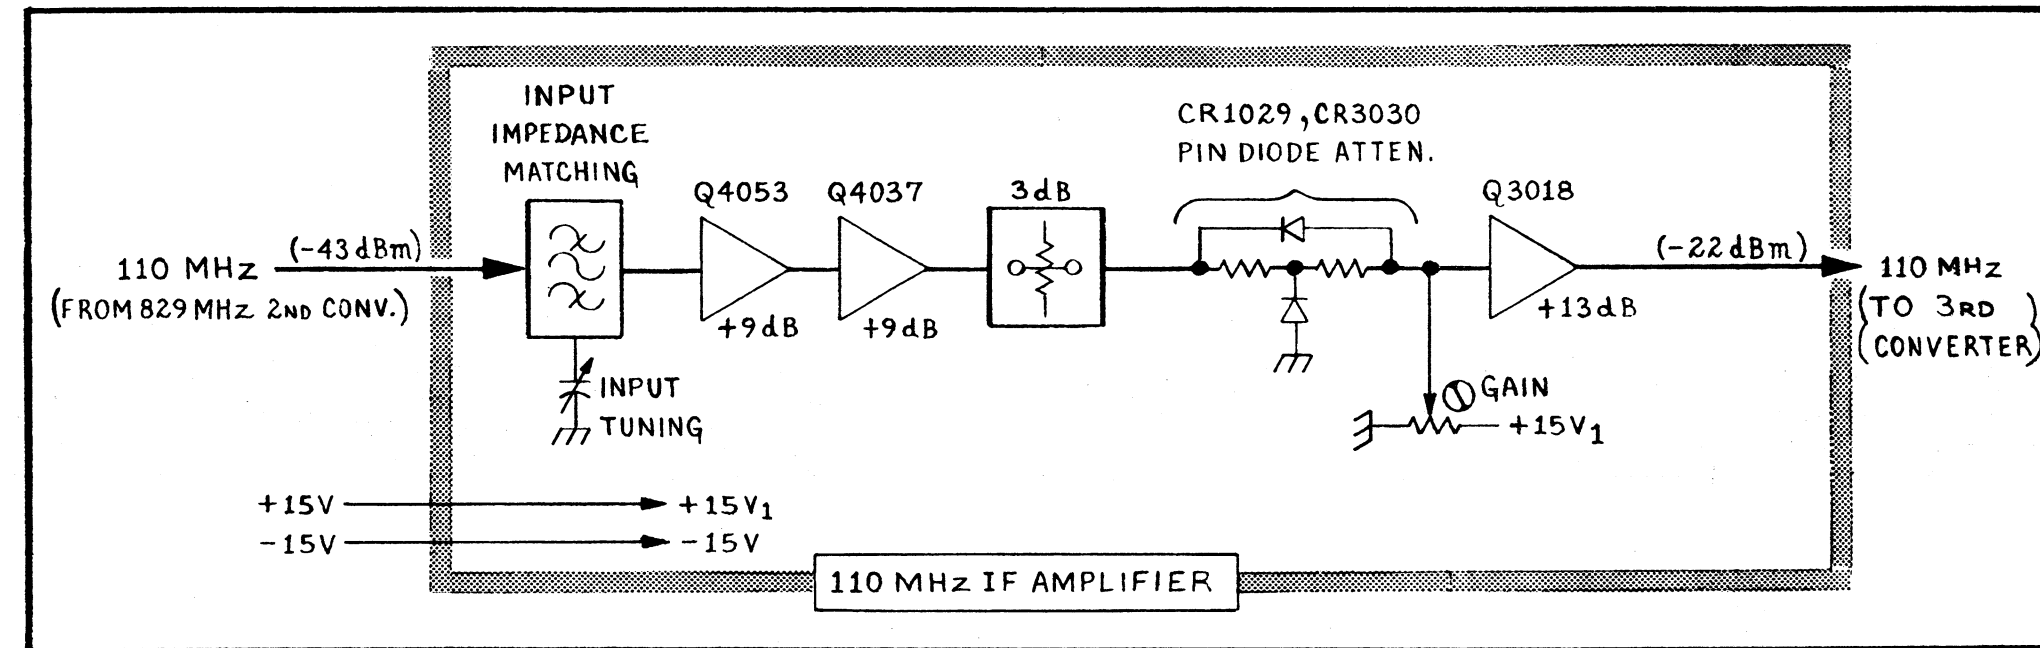 INPUT
IMPEDANCE
MATCHING
CR1029, CR3030
PIN DIODE ATTEN.
Q4053
Q4037
3dB
Q3018
110 MHz
(-43dBm)
(FROM 829 MHz 2ND CONV.)
+9dB
+9dB
+13dB
(-22dBm)
110 MHz
(TO 3RD
CONVERTER)
INPUT
TUNING
GAIN
+15V1
+15V
+15V1
-15V
-15V
110 MHz IF AMPLIFIER